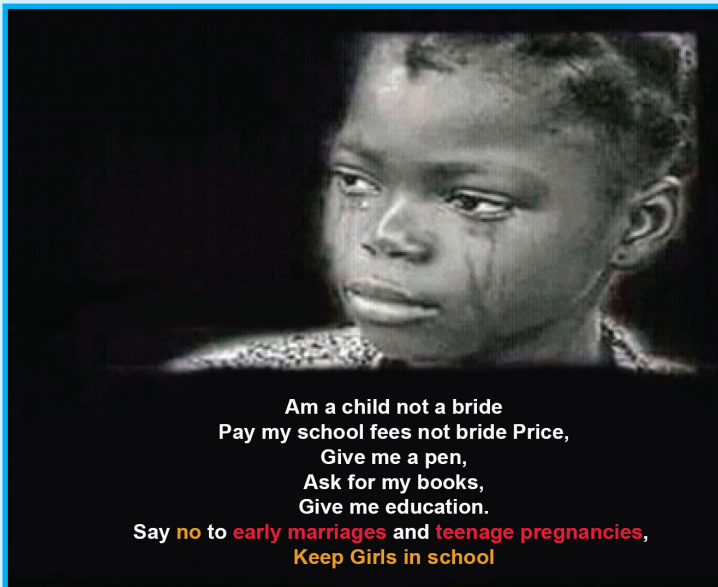 Am a child not a bride
Pay my school fees not bride Price,
Give me a pen,
Ask for my books,
Give me education.
Say no to early marriages and teenage pregnancies,
Keep Girls in school